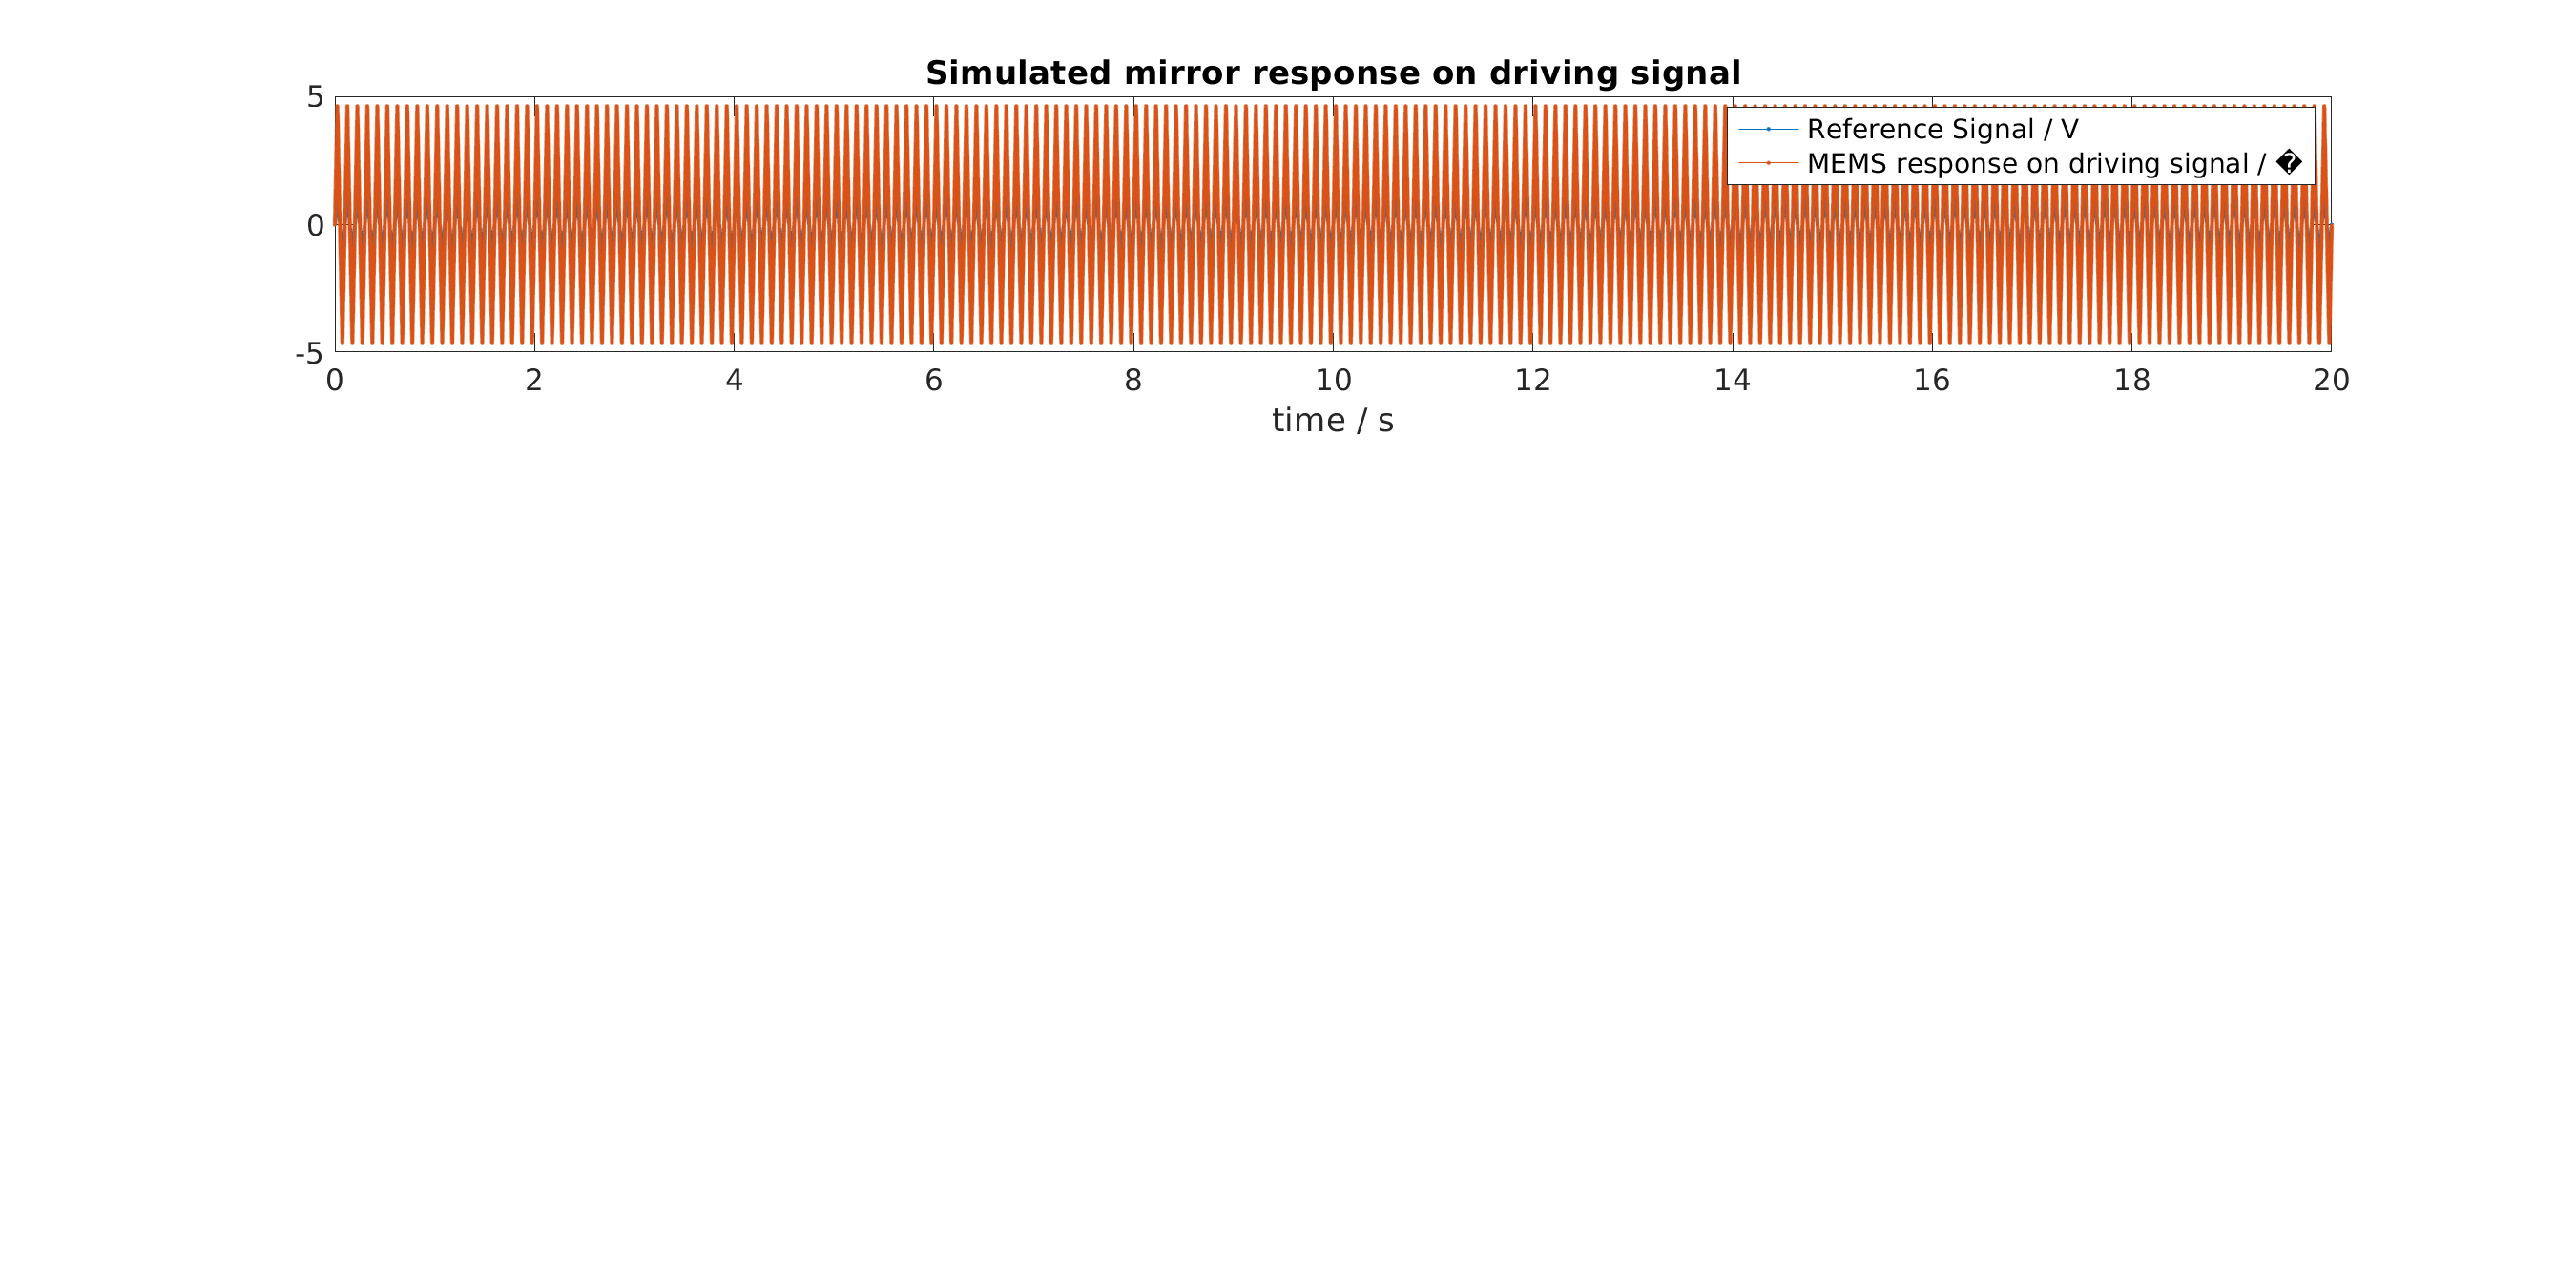 Simulated mirror response on driving signal
5
0
-5
Reference Signal / V
MEMS response on driving signal / �
0 2 4 6 8 10 12 14 16 18 20
time / s